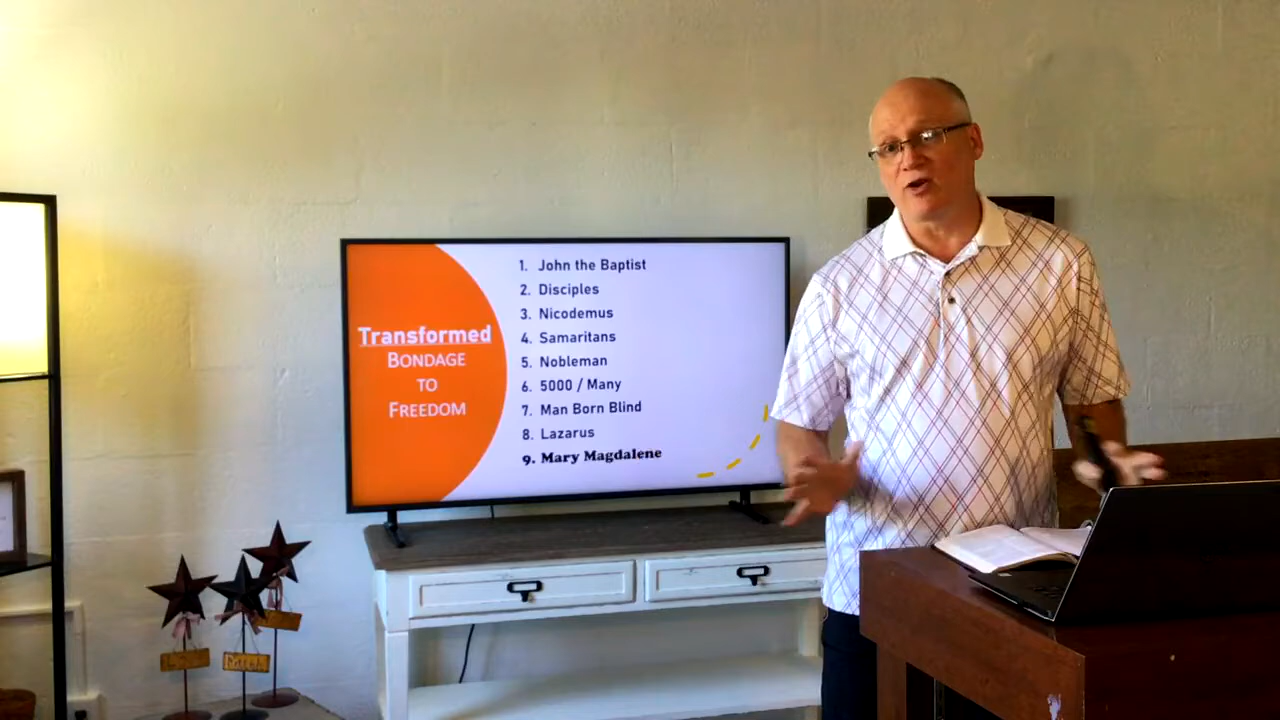 Transformed
BONDAGE
TO
FREEDOM
1. John the Baptist
2. Disciples
3. Nicodemus
4. Samaritans
5. Nobleman
6. 5000 / Many
7. Man Born Blind
8. Lazarus
9. Mary Magdalene